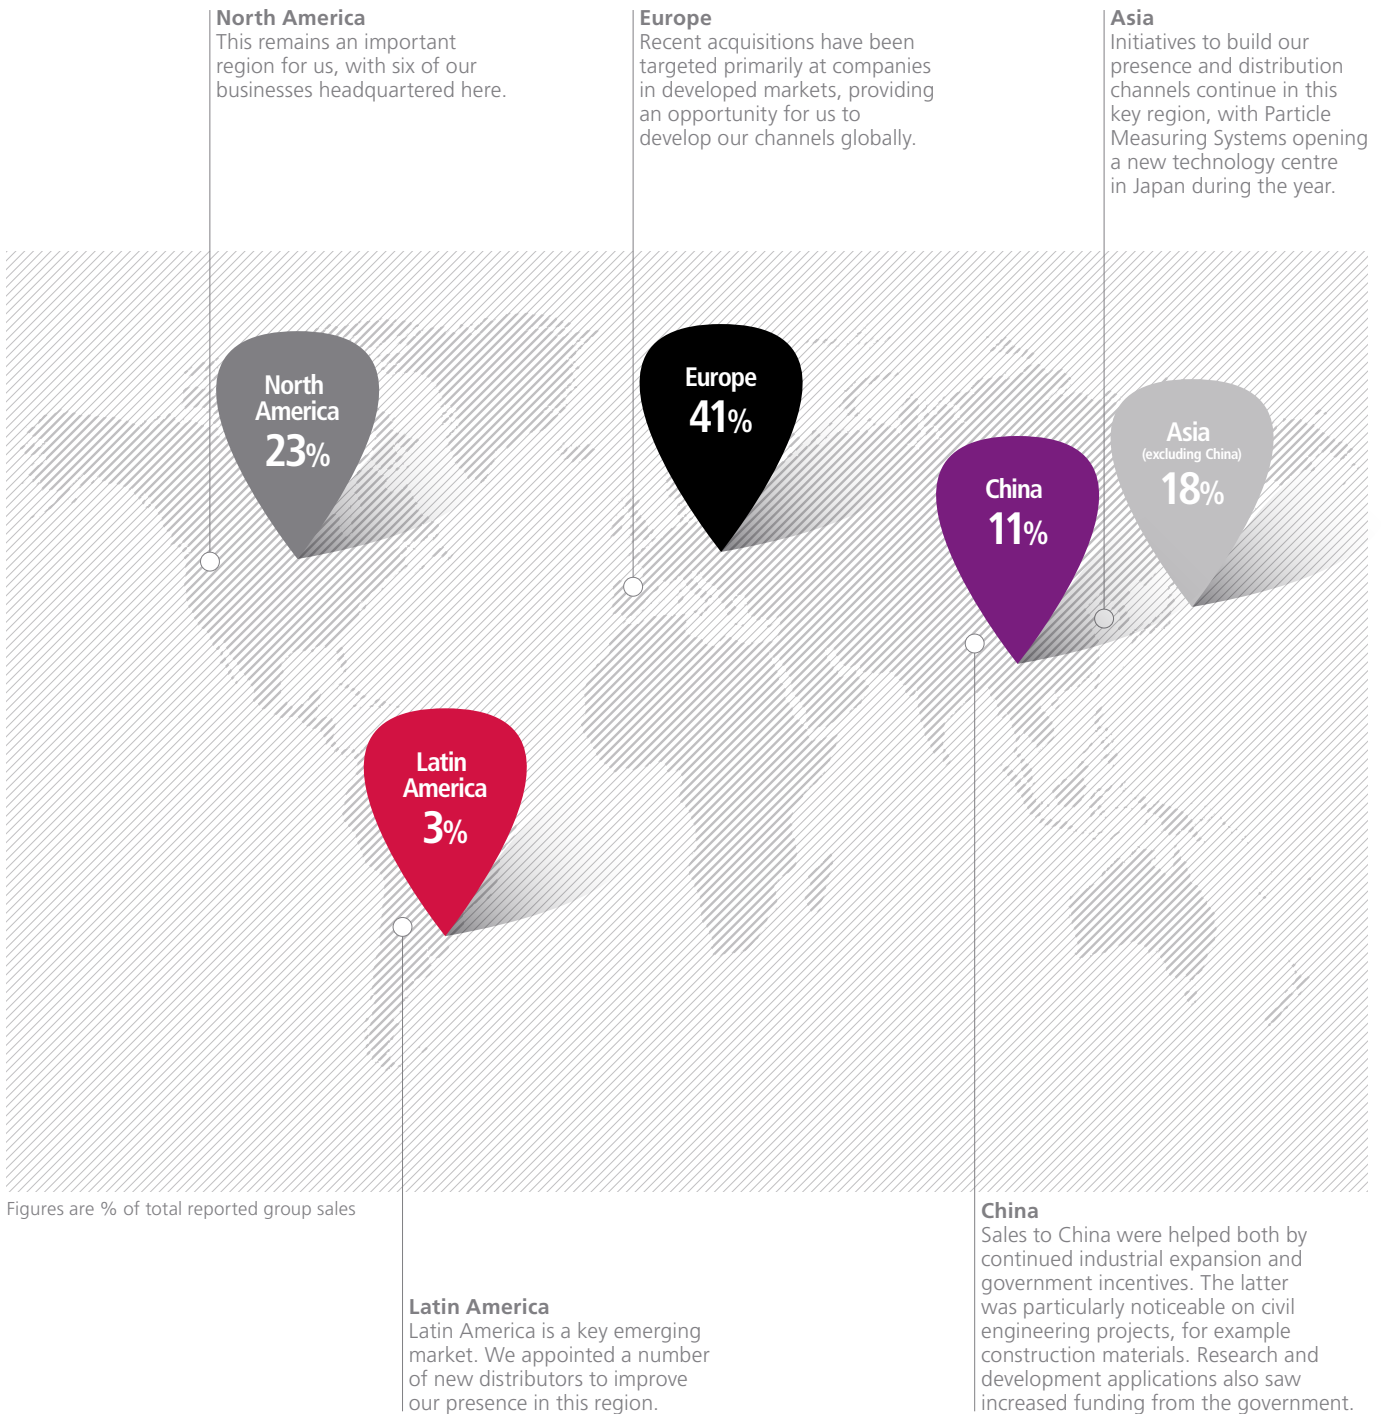 North America
This remains an important
region for us, with six of our
businesses headquartered here.
Europe
Recent acquisitions have been
targeted primarily at companies
in developed markets, providing
an opportunity for us to
develop our channels globally.
Asia
Initiatives to build our
presence and distribution
channels continue in this
key region, with Particle
Measuring Systems opening
a new technology centre
in Japan during the year.
North
America
23%
Europe
41%
China
11%
Asia
(excluding China)
18%
Latin
America
3%
Figures are % of total reported group sales
Latin America
Latin America is a key emerging
market. We appointed a number
of new distributors to improve
our presence in this region.
China
Sales to China were helped both by
continued industrial expansion and
government incentives. The latter
was particularly noticeable on civil
engineering projects, for example
construction materials. Research and
development applications also saw
increased funding from the government.